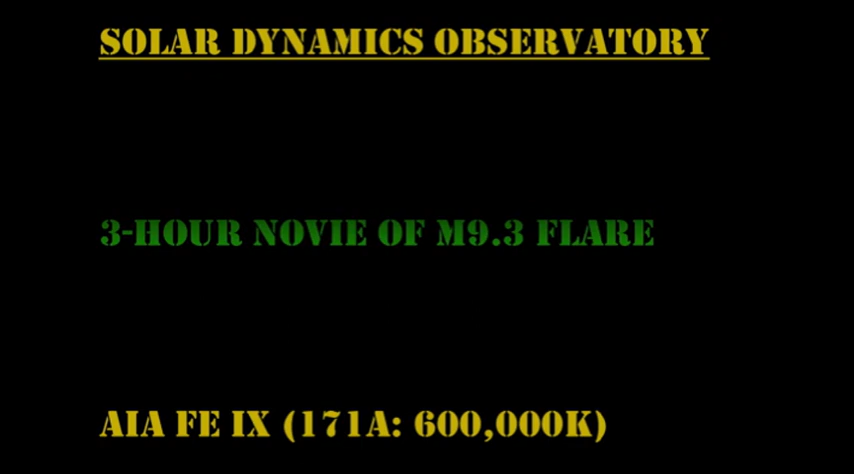 SOLAR DYNAMICS OBSERVATORY
3-HOUR NOVIE OF M9.3 FLARE
AIA FE IX (171A: 600,000K)